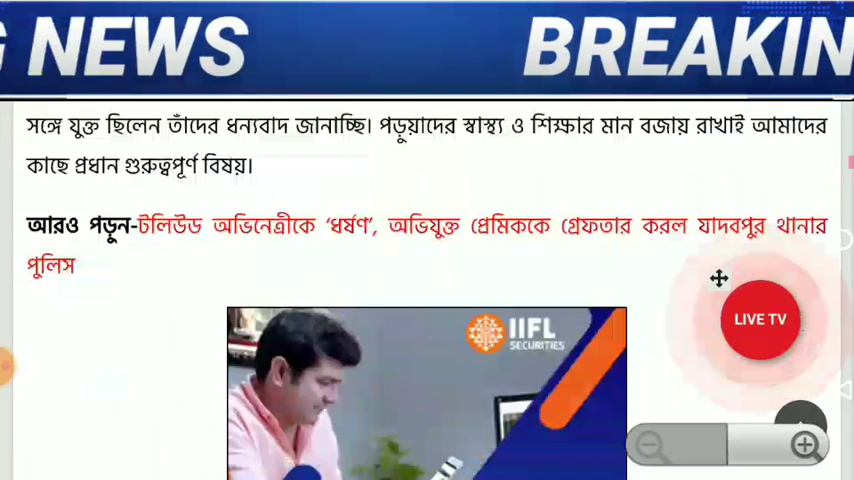 G NEWS BREAKIN
সঙ্গে যুক্ত ছিলেন তাঁদের ধন্যবাদ জানাচ্ছি। পড়ুয়াদের স্বাস্থ্য ও শিক্ষার মান বজায় রাখাই আমাদের
কাছে প্রধান গুরুত্বপূর্ণ বিষয়।
আরও পড়ুন-টলিউড অভিনেত্রীকে ‘ধর্ষণ’, অভিযুক্ত প্রেমিককে গ্রেফতার করল যাদবপুর থানার
পুলিস
LIVE TV
IIFL
SECURITIES